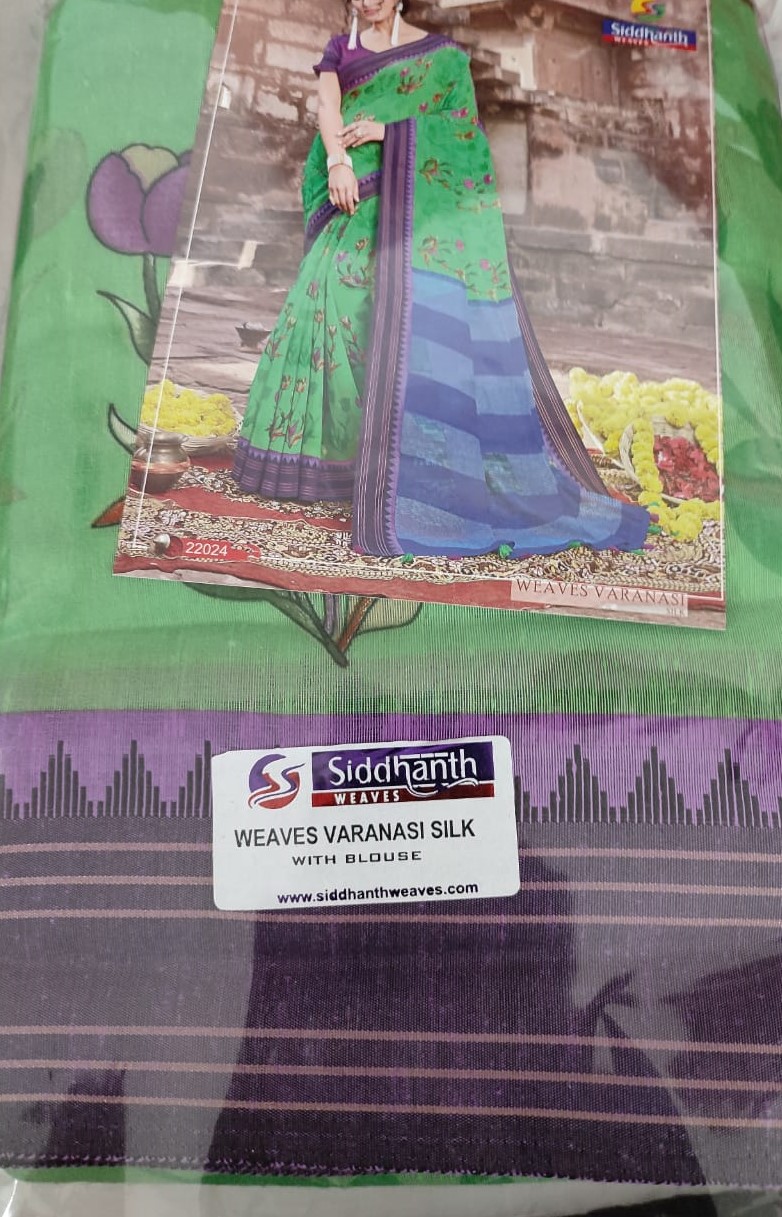 Siddhanth
WEAVES
22024
WEAVES VARANASI
SILK
Siddhanth
WEAVES
WEAVES VARANASI SILK
WITH BLOUSE
www.siddhanthweaves.com